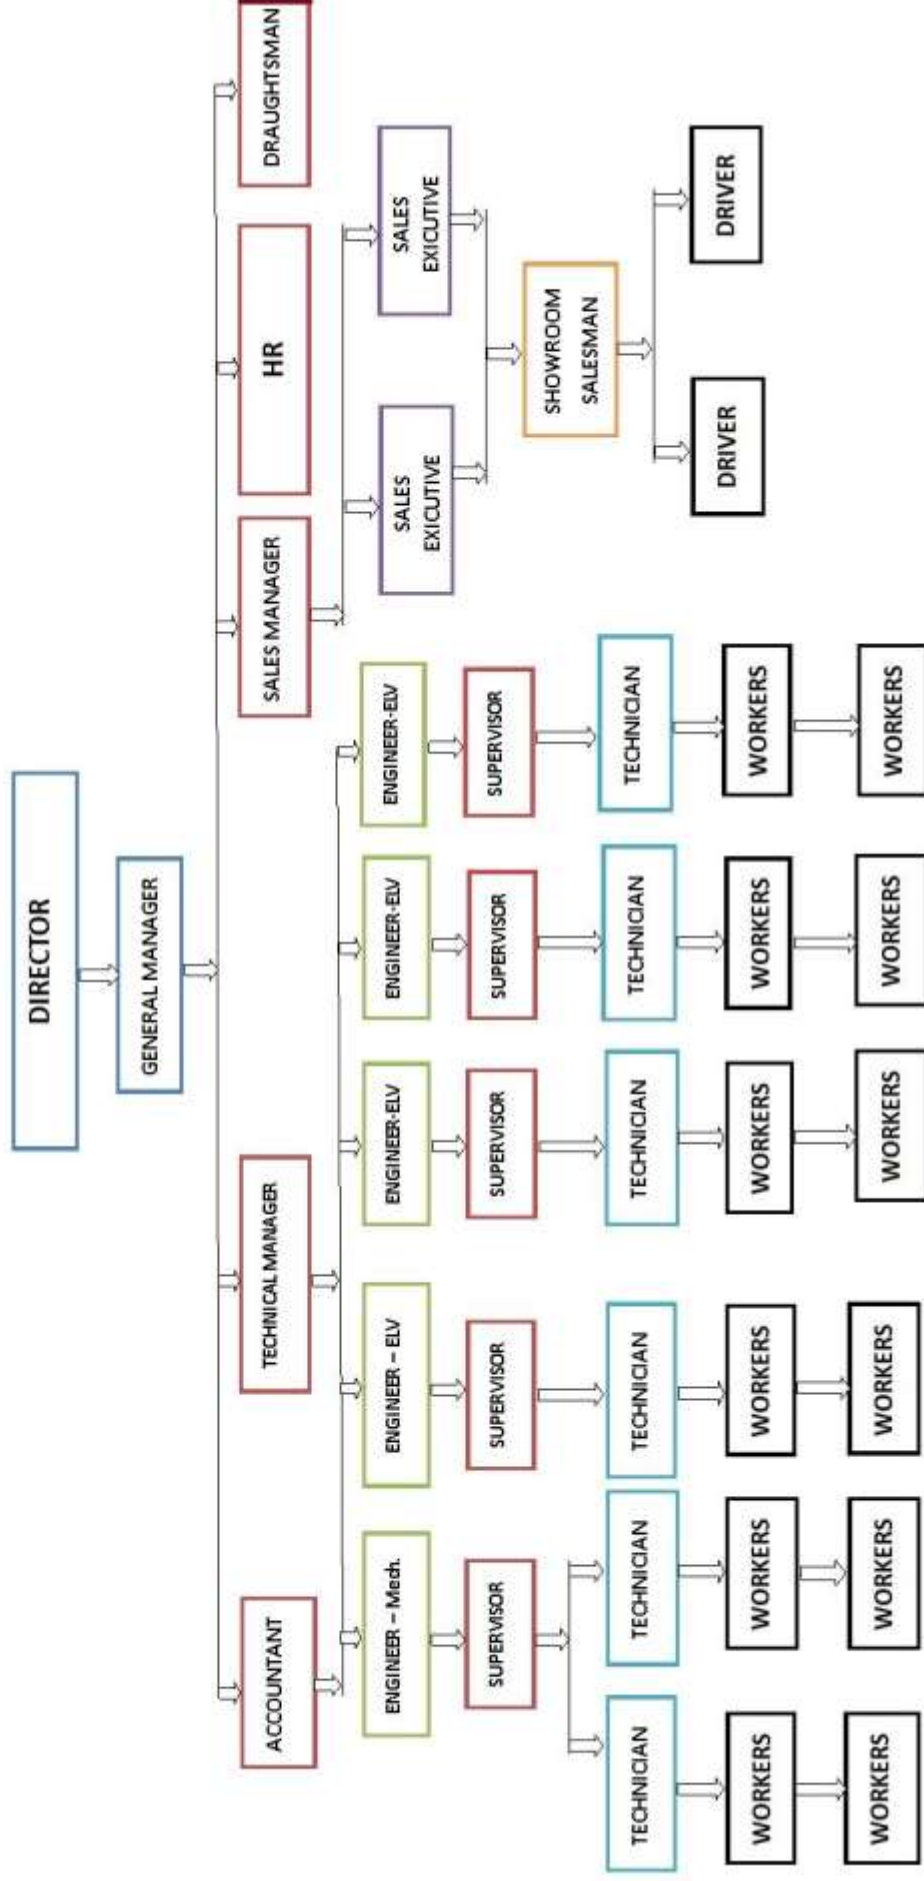 DIRECTOR
GENERAL MANAGER
ACCOUNTANT
TECHNICAL MANAGER
SALES MANAGER
HR
DRAUGHTSMAN
ENGINEER – Mech.
ENGINEER – ELV
ENGINEER-ELV
ENGINEER-ELV
ENGINEER-ELV
SALES
EXICUTIVE
SALES
EXICUTIVE
SUPERVISOR
SUPERVISOR
SUPERVISOR
SUPERVISOR
SUPERVISOR
SHOWROOM
SALESMAN
TECHNICIAN
TECHNICIAN
TECHNICIAN
TECHNICIAN
TECHNICIAN
TECHNICIAN
DRIVER
DRIVER
WORKERS
WORKERS
WORKERS
WORKERS
WORKERS
WORKERS
WORKERS
WORKERS
WORKERS
WORKERS
WORKERS
WORKERS